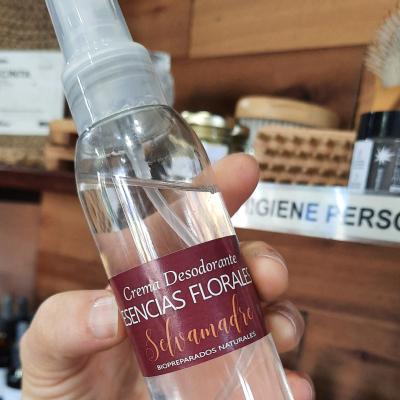 Crema Desodorante
ESENCIAS FLORALES
Selvamadre
BIOPREPARADOS NATURALES
HIGIENE PERSO